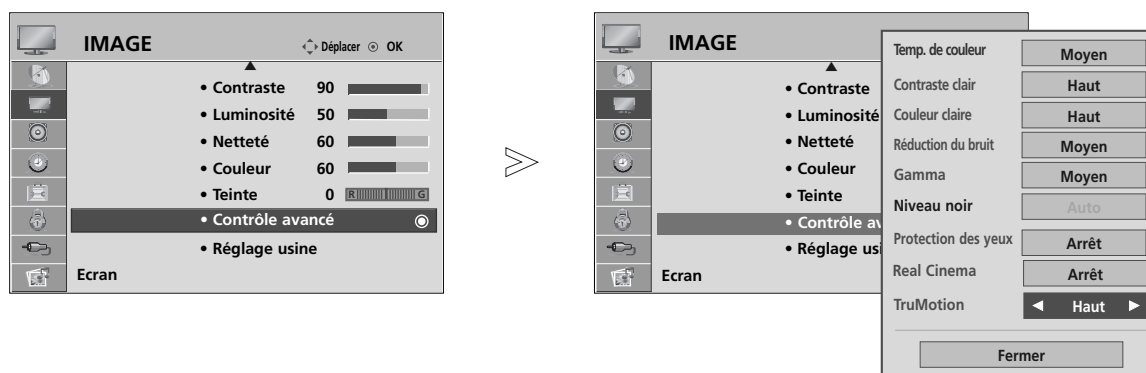 IMAGE
Déplacer OK
• Contraste 90
• Luminosité 50
• Netteté 60
• Couleur 60
• Teinte 0 R G
• Contrôle avancé
• Réglage usine
Ecran
IMAGE
• Contraste
• Luminosité
• Netteté
• Couleur
• Teinte
• Contrôle av
• Réglage usi
Ecran
Temp. de couleur Moyen
Contraste clair Haut
Couleur claire Haut
Réduction du bruit Moyen
Gamma Moyen
Niveau noir Auto
Protection des yeux Arrêt
Real Cinema Arrêt
TruMotion Haut
Fermer